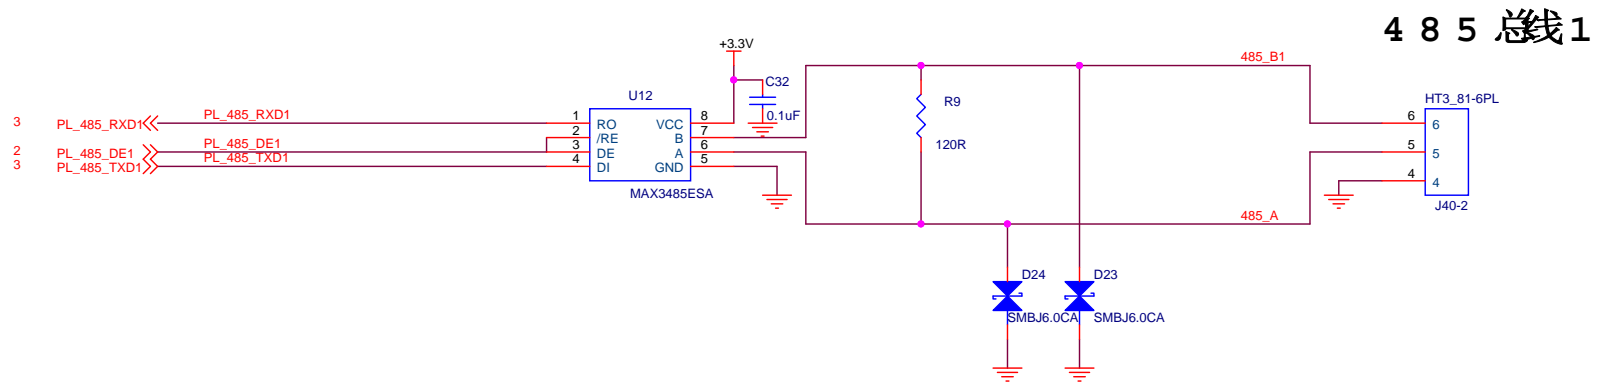 485总线1
+3.3V
C32
0.1uF
U12
3
PL_485_RXD1
PL_485_RXD1
2
PL_485_DE1
PL_485_DE1
3
PL_485_TXD1
PL_485_TXD1
1
RO
2
/RE
3
DE
4
DI
VCC
8
B
7
A
6
GND
5
MAX3485ESA
R9
120R
485_B1
485_A
HT3_81-6PL
6
6
5
5
4
4
J40-2
D24
SMBJ6.0CA
D23
SMBJ6.0CA